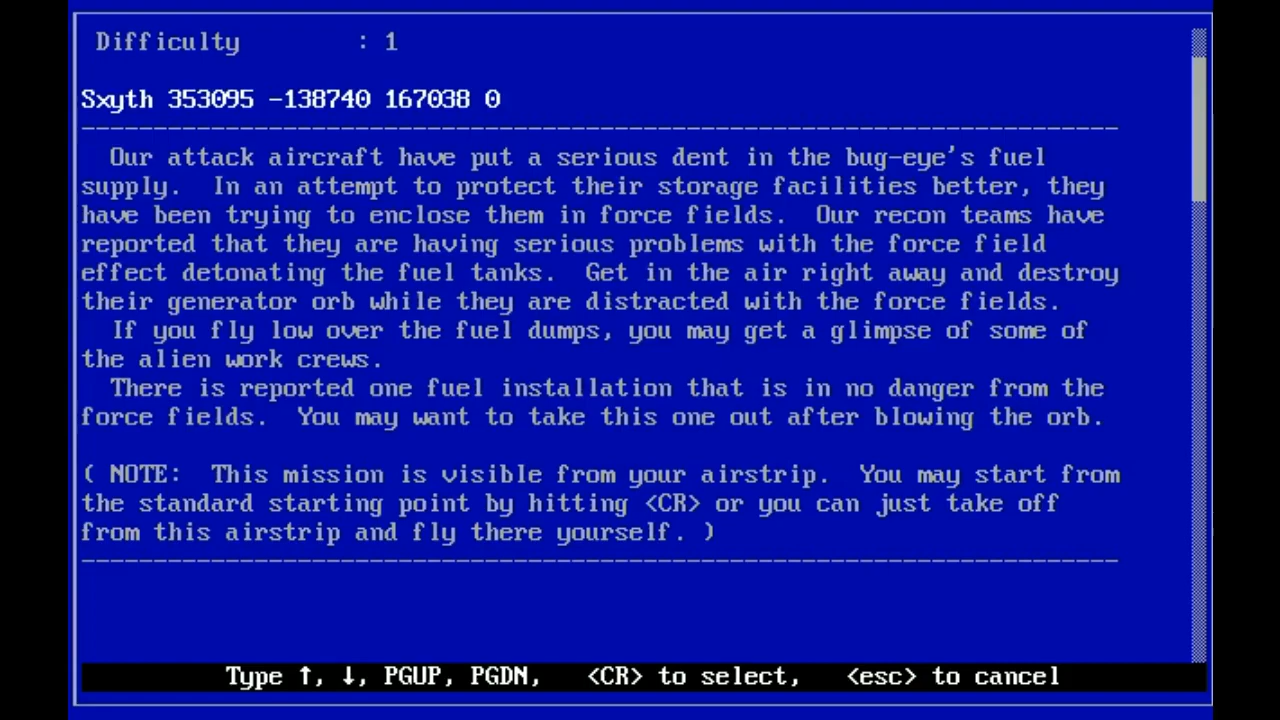 Difficulty : 1
Sxyth 353095 -138740 167038 0
------------------------------------------------------------------------
Our attack aircraft have put a serious dent in the bug-eye's fuel
supply. In an attempt to protect their storage facilities better, they
have been trying to enclose them in force fields. Our recon teams have
reported that they are having serious problems with the force field
effect detonating the fuel tanks. Get in the air right away and destroy
their generator orb while they are distracted with the force fields.
If you fly low over the fuel dumps, you may get a glimpse of some of
the alien work crews.
There is reported one fuel installation that is in no danger from the
force fields. You may want to take this one out after blowing the orb.
( NOTE: This mission is visible from your airstrip. You may start from
the standard starting point by hitting <CR> or you can just take off
from this airstrip and fly there yourself. )
------------------------------------------------------------------------
Type ↑, ↓, PGUP, PGDN, <CR> to select, <esc> to cancel